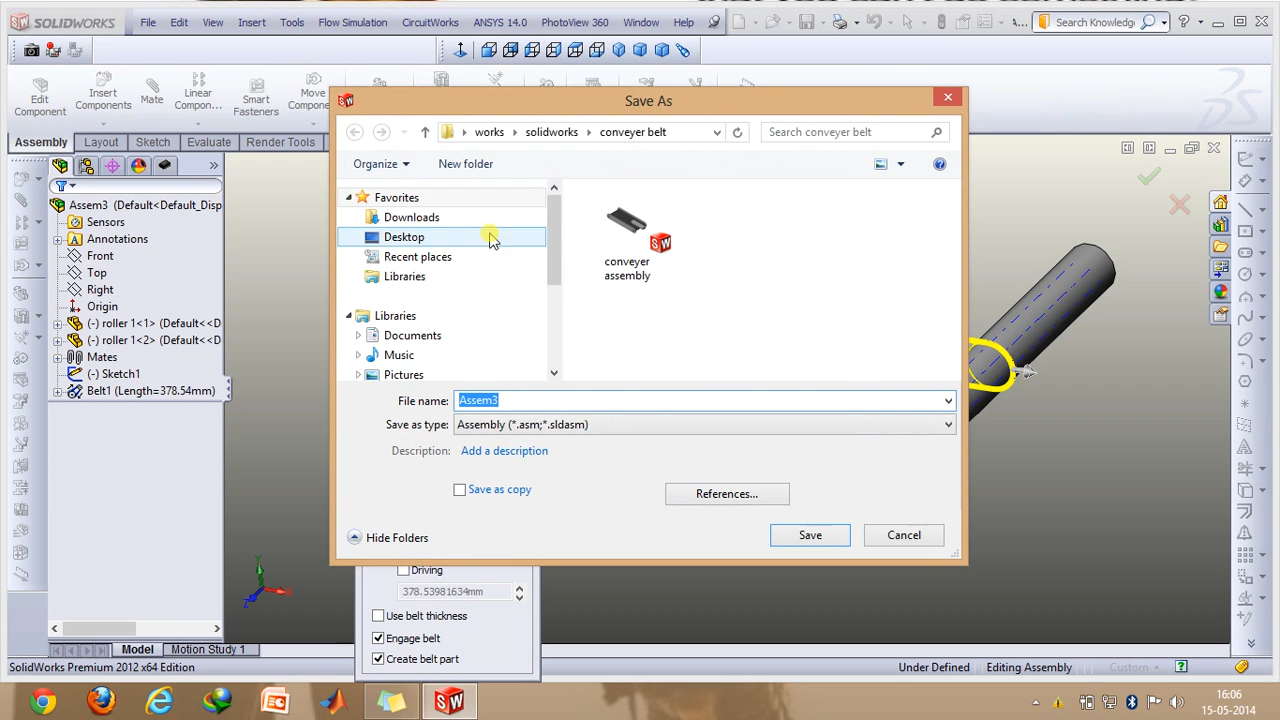 SOLIDWORKS
File Edit View Insert Tools Flow Simulation CircuitWorks ANSYS 14.0 PhotoView 360 Window Help
Search Knowledge
Edit Component
Insert Components
Mate
Linear Compon...
Smart Fasteners
Move Compone
Assembly Layout Sketch Evaluate Render Tools
Assem3 (Default<Default_Disp
Sensors
Annotations
Front
Top
Right
Origin
(-) roller 1<1> (Default<<D
(-) roller 1<2> (Default<<D
Mates
(-) Sketch1
Belt1 (Length=378.54mm)
Save As
works solidworks conveyer belt
Search conveyer belt
Organize New folder
Favorites
Downloads
Desktop
Recent places
Libraries
Libraries
Documents
Music
Pictures
conveyer assembly
File name: Assem3
Save as type: Assembly (*.asm;*.sldasm)
Description: Add a description
Save as copy
References...
Hide Folders
Save Cancel
Driving
378.53981634mm
Use belt thickness
Engage belt
Create belt part
Model Motion Study 1
SolidWorks Premium 2012 x64 Edition
Under Defined Editing Assembly Custom
16:06
15-05-2014